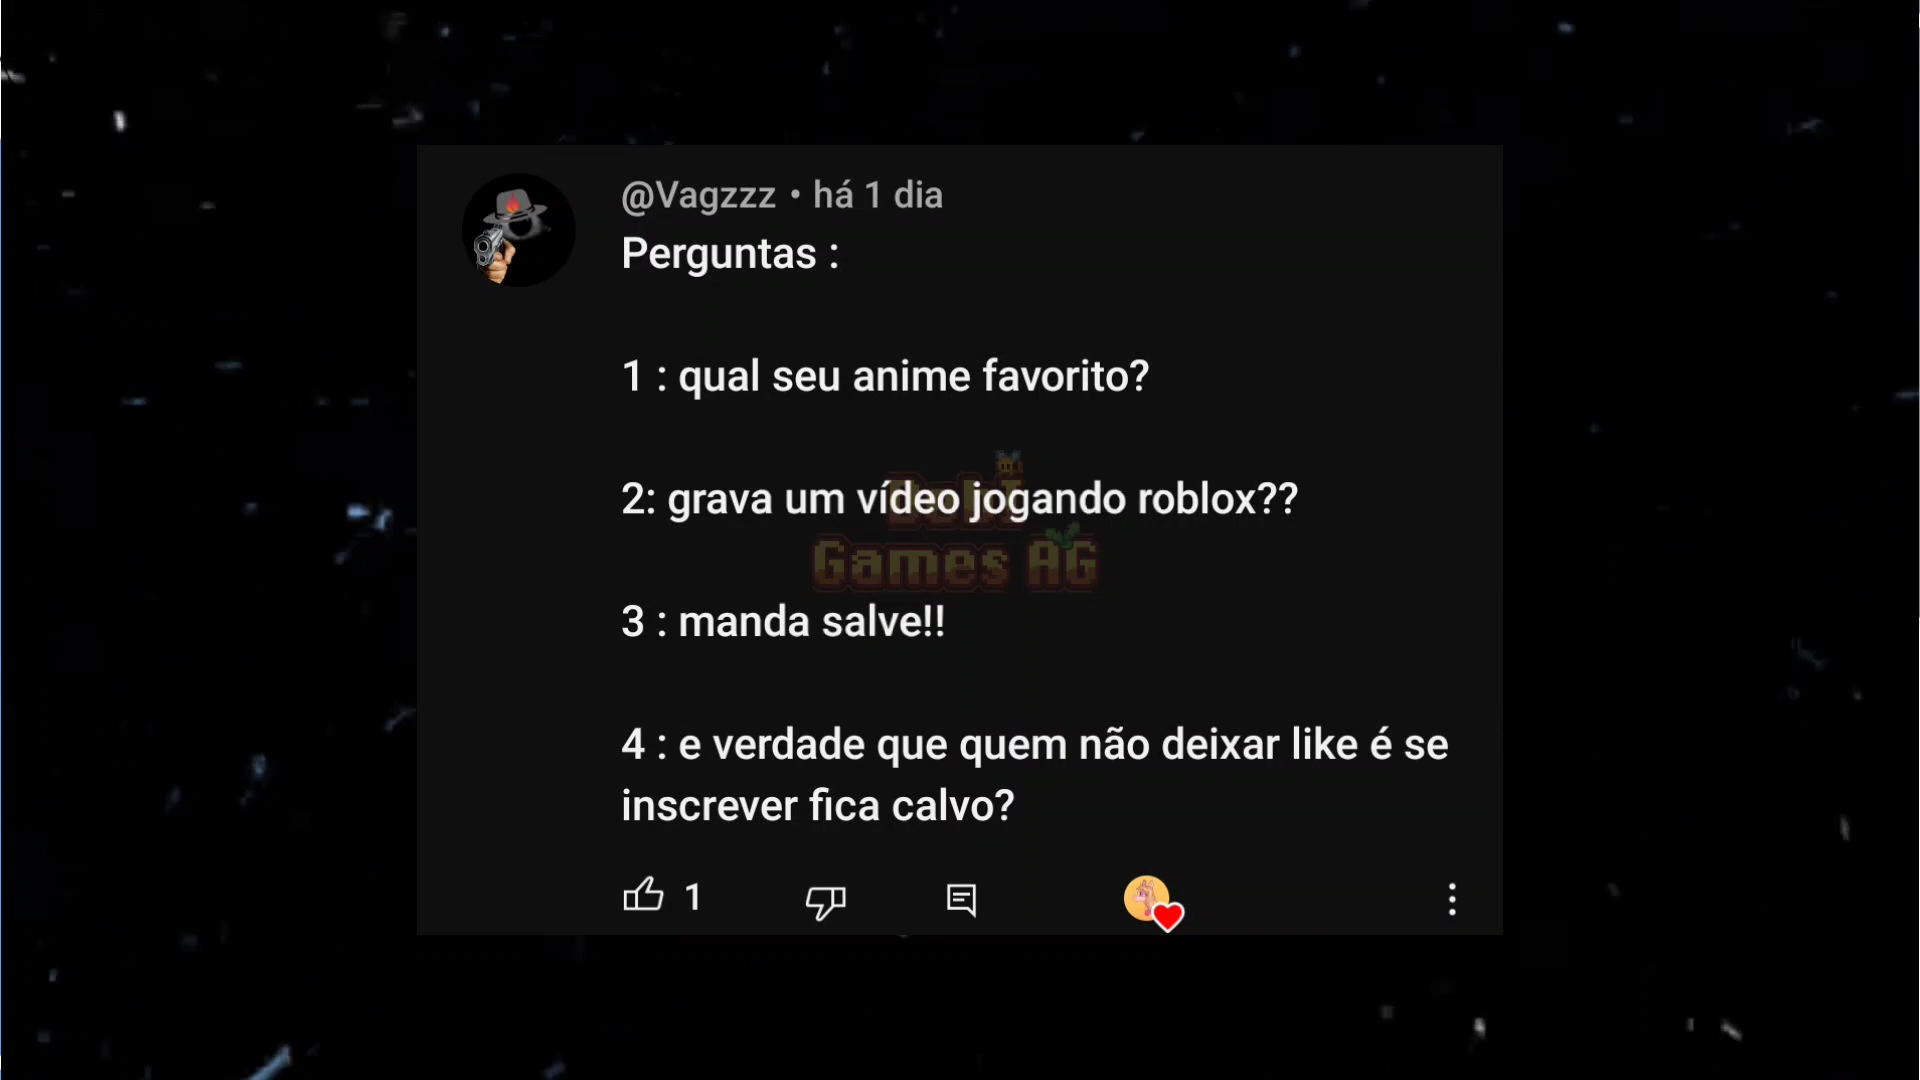 @Vagzzz • há 1 dia
Perguntas :
1 : qual seu anime favorito?
2: grava um vídeo jogando roblox??
Games AG
3 : manda salve!!
4 : e verdade que quem não deixar like é se
inscrever fica calvo?
1